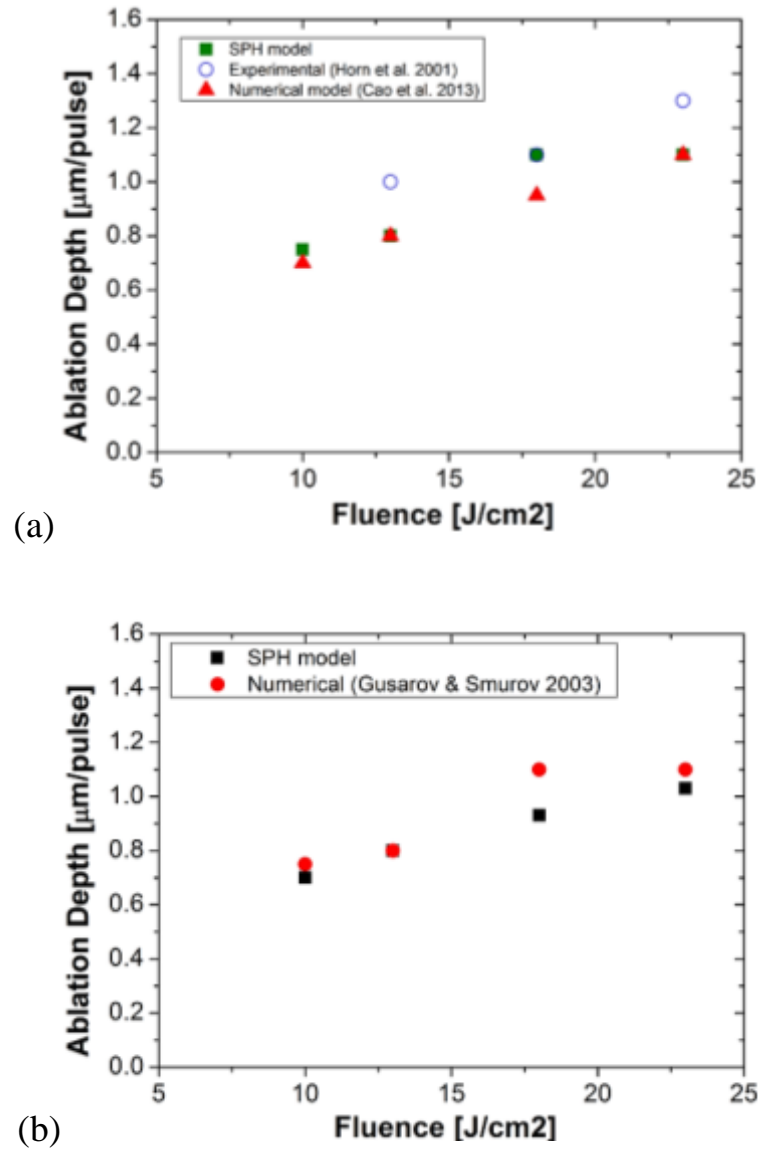 1.6
SPH model
Experimental (Horn et al. 2001)
Numerical model (Cao et al. 2013)
1.4
1.2
1.0
0.8
0.6
0.4
0.2
0.0
Ablation Depth [μm/pulse]
5 10 15 20 25
Fluence [J/cm2]
(a)
1.6
SPH model
Numerical (Gusarov & Smurov 2003)
1.4
1.2
1.0
0.8
0.6
0.4
0.2
0.0
Ablation Depth [μm/pulse]
5 10 15 20 25
Fluence [J/cm2]
(b)